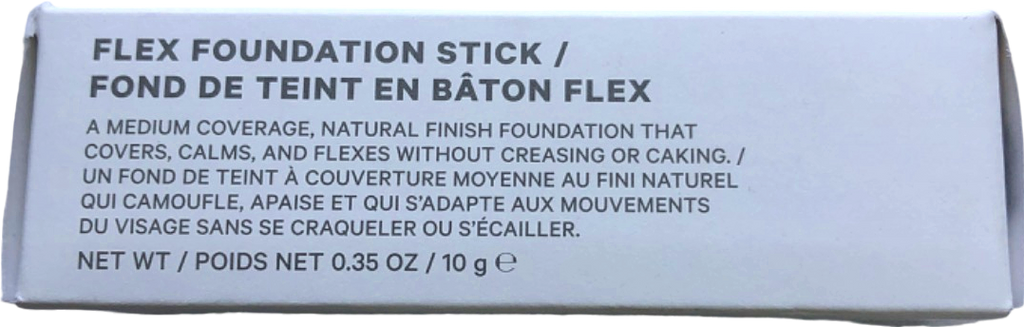 FLEX FOUNDATION STICK /
FOND DE TEINT EN BÂTON FLEX
A MEDIUM COVERAGE, NATURAL FINISH FOUNDATION THAT
COVERS, CALMS, AND FLEXES WITHOUT CREASING OR CAKING. /
UN FOND DE TEINT À COUVERTURE MOYENNE AU FINI NATUREL
QUI CAMOUFLE, APAISE ET QUI S'ADAPTE AUX MOUVEMENTS
DU VISAGE SANS SE CRAQUELER OU S'ÉCAILLER.
NET WT / POIDS NET 0.35 OZ / 10 g ℮